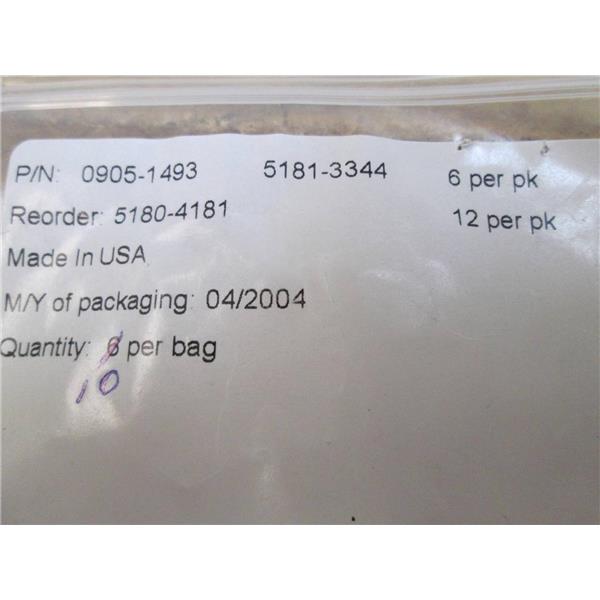 P/N: 0905-1493 5181-3344 6 per pk
Reorder: 5180-4181 12 per pk
Made In USA
M/Y of packaging: 04/2004
Quantity: 6 per bag
10